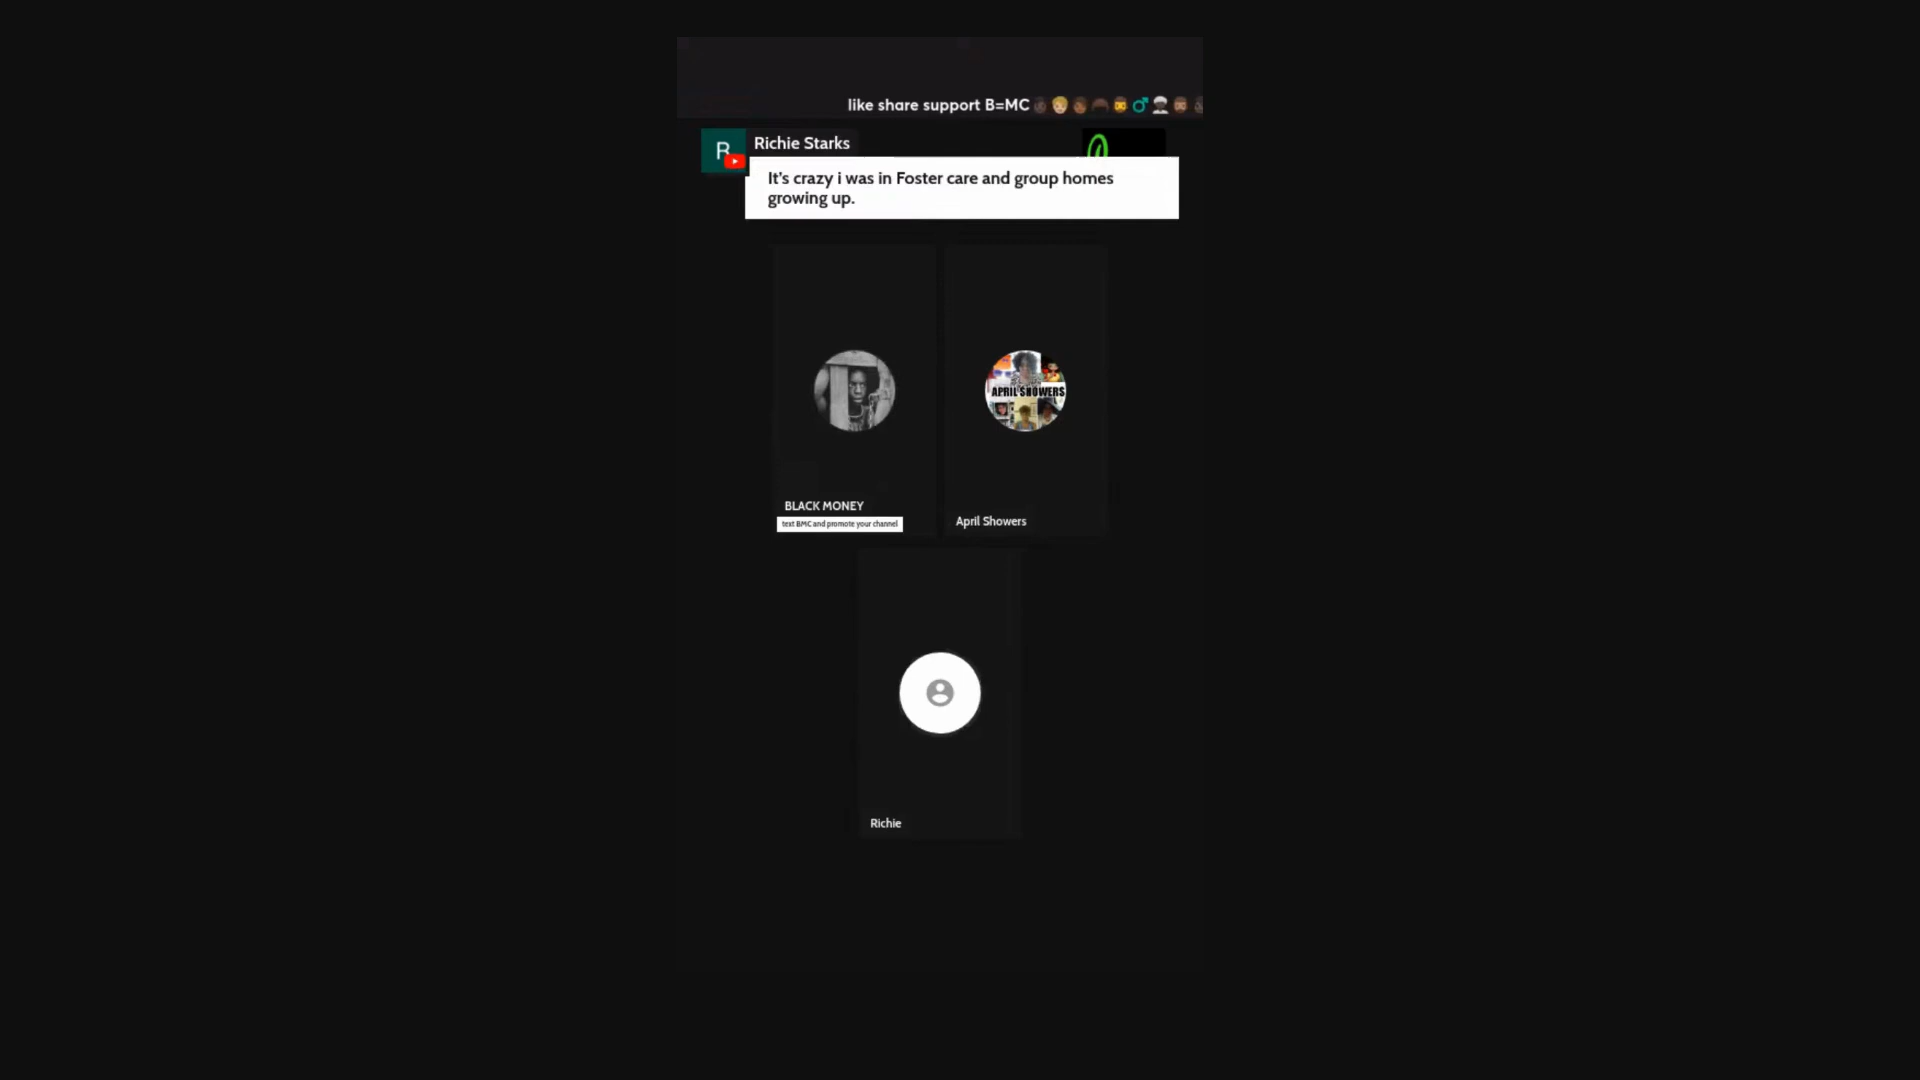 like share support B=MC
R
Richie Starks
It's crazy i was in Foster care and group homes
growing up.
APRIL SHOWERS
BLACK MONEY
text BMC and promote your channel
April Showers
Richie